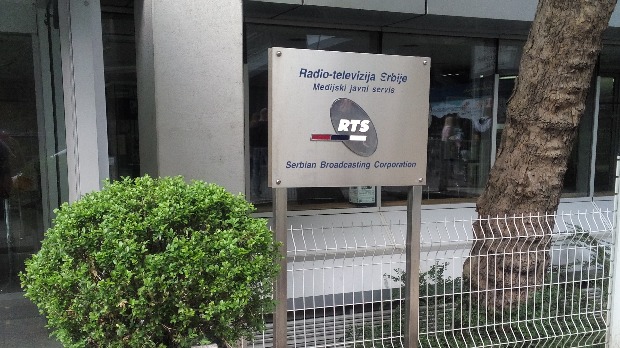 Radio-televizija Srbije
Medijski javni servis
RTS
Serbian Broadcasting Corporation